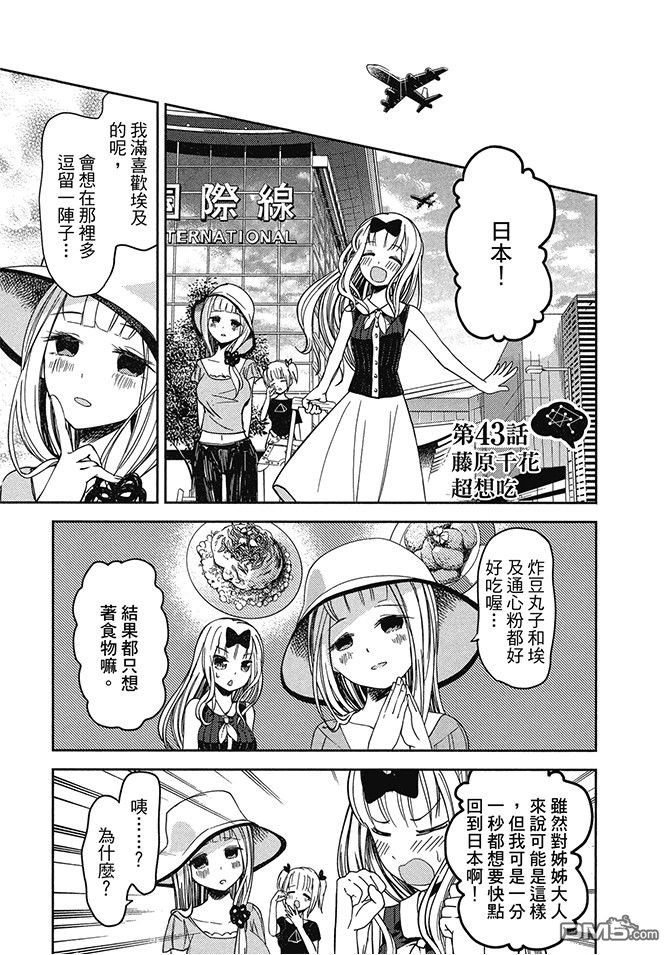 日本！
國際線
INTERNATIONAL
第43話
藤原千花
超想吃
我滿喜歡埃及
的呢，
會想在那裡多
逗留一陣子…
炸豆丸子和埃
及通心粉都好
好吃喔…
結果都只想
著食物嘛。
雖然對姊姊大人
來說可能是這樣
，但我可是一分
一秒都想要快點
回到日本啊！
咦……？
為什麼？